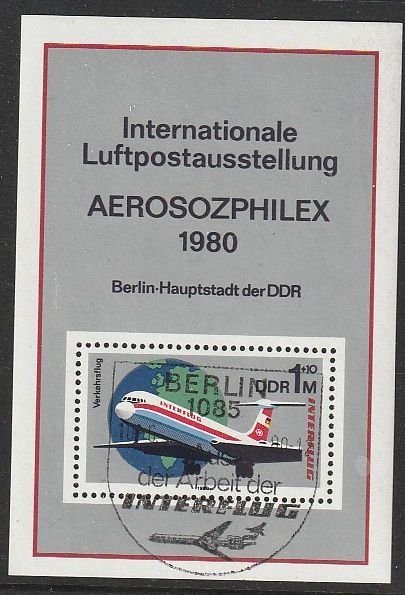 Internationale
Luftpostausstellung
AEROSOZPHILEX
1980
Berlin-Hauptstadt der DDR
Verkehrsflug
1+10
DDR M
INTERFLUG
INTERFLUG
BERLIN
1085
der Arbeit der
INTERFLUG